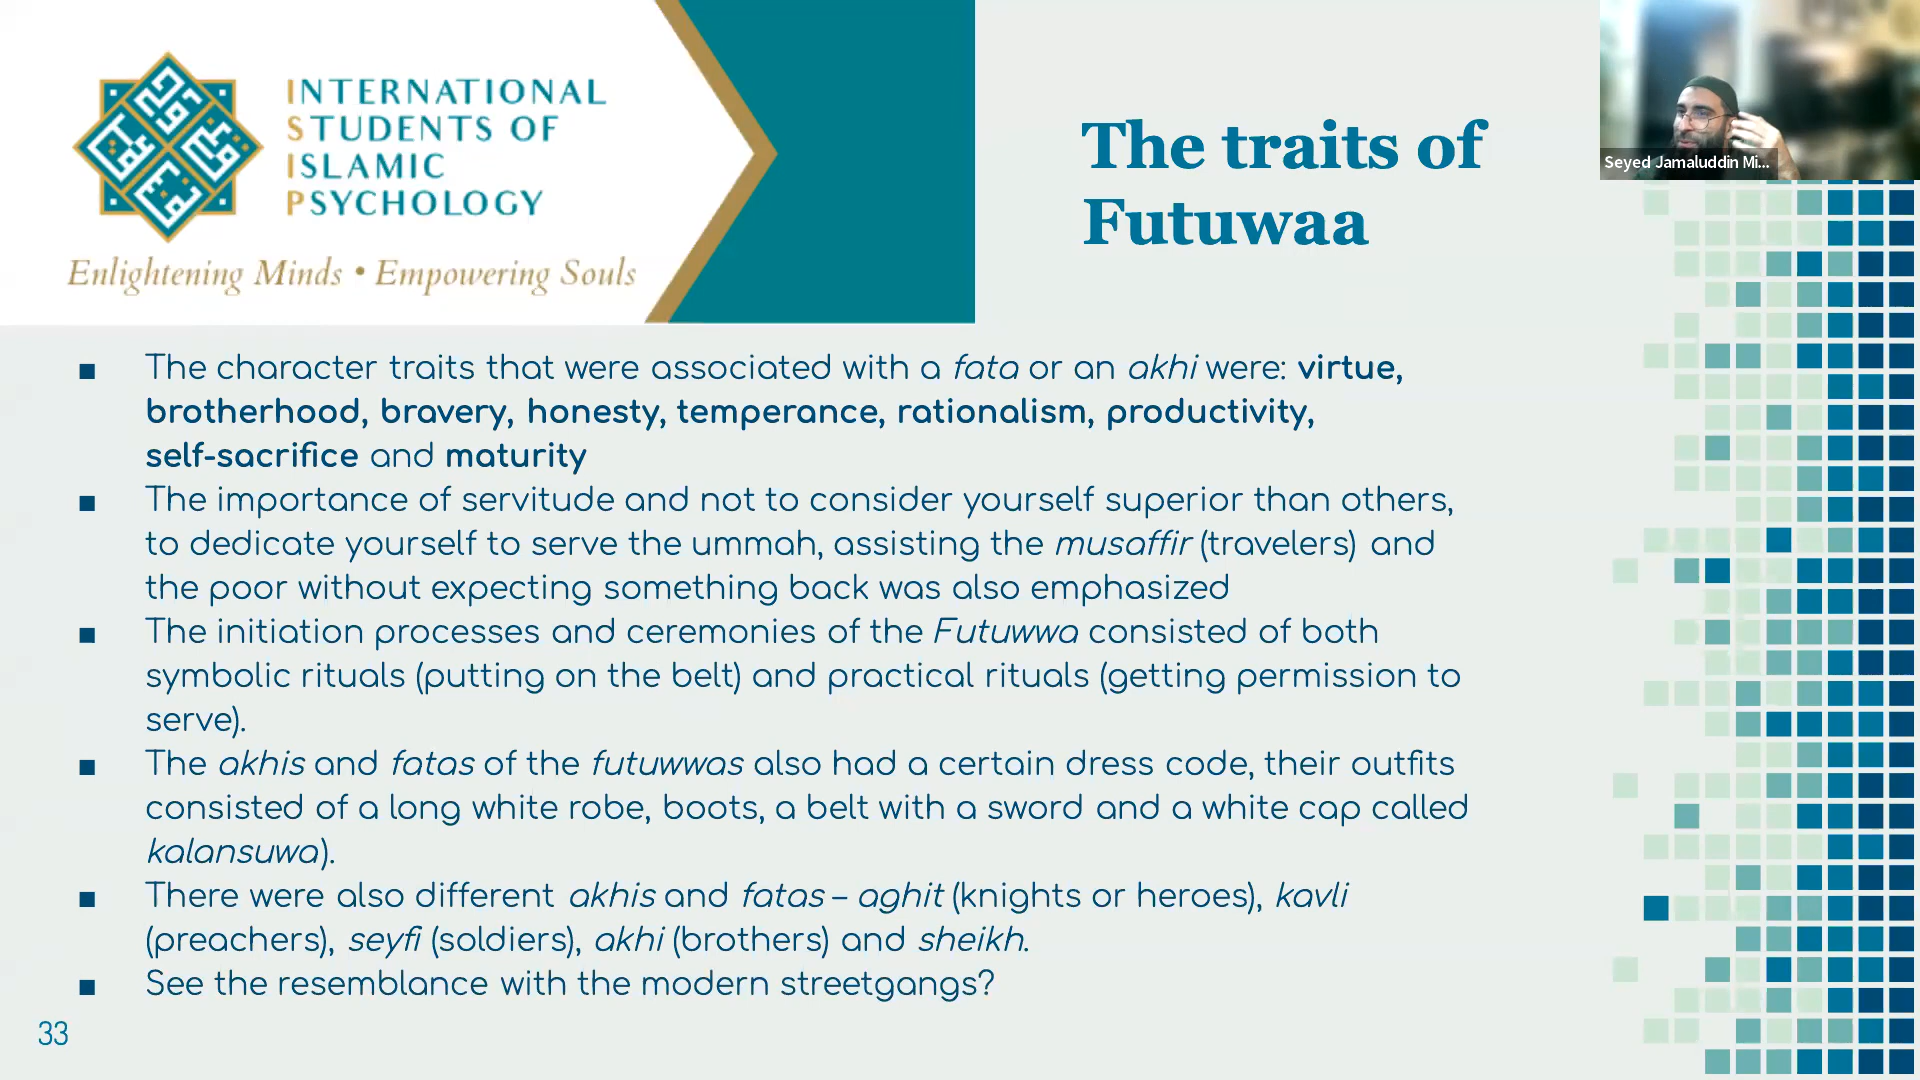 INTERNATIONAL
STUDENTS OF
ISLAMIC
PSYCHOLOGY
Enlightening Minds • Empowering Souls
The traits of
Futuwaa
Seyed Jamaluddin Mi...
■ The character traits that were associated with a fata or an akhi were: virtue,
brotherhood, bravery, honesty, temperance, rationalism, productivity,
self-sacrifice and maturity
■ The importance of servitude and not to consider yourself superior than others,
to dedicate yourself to serve the ummah, assisting the musaffir (travelers) and
the poor without expecting something back was also emphasized
■ The initiation processes and ceremonies of the Futuwwa consisted of both
symbolic rituals (putting on the belt) and practical rituals (getting permission to
serve).
■ The akhis and fatas of the futuwwas also had a certain dress code, their outfits
consisted of a long white robe, boots, a belt with a sword and a white cap called
kalansuwa).
■ There were also different akhis and fatas – aghit (knights or heroes), kavli
(preachers), seyfi (soldiers), akhi (brothers) and sheikh.
■ See the resemblance with the modern streetgangs?
33